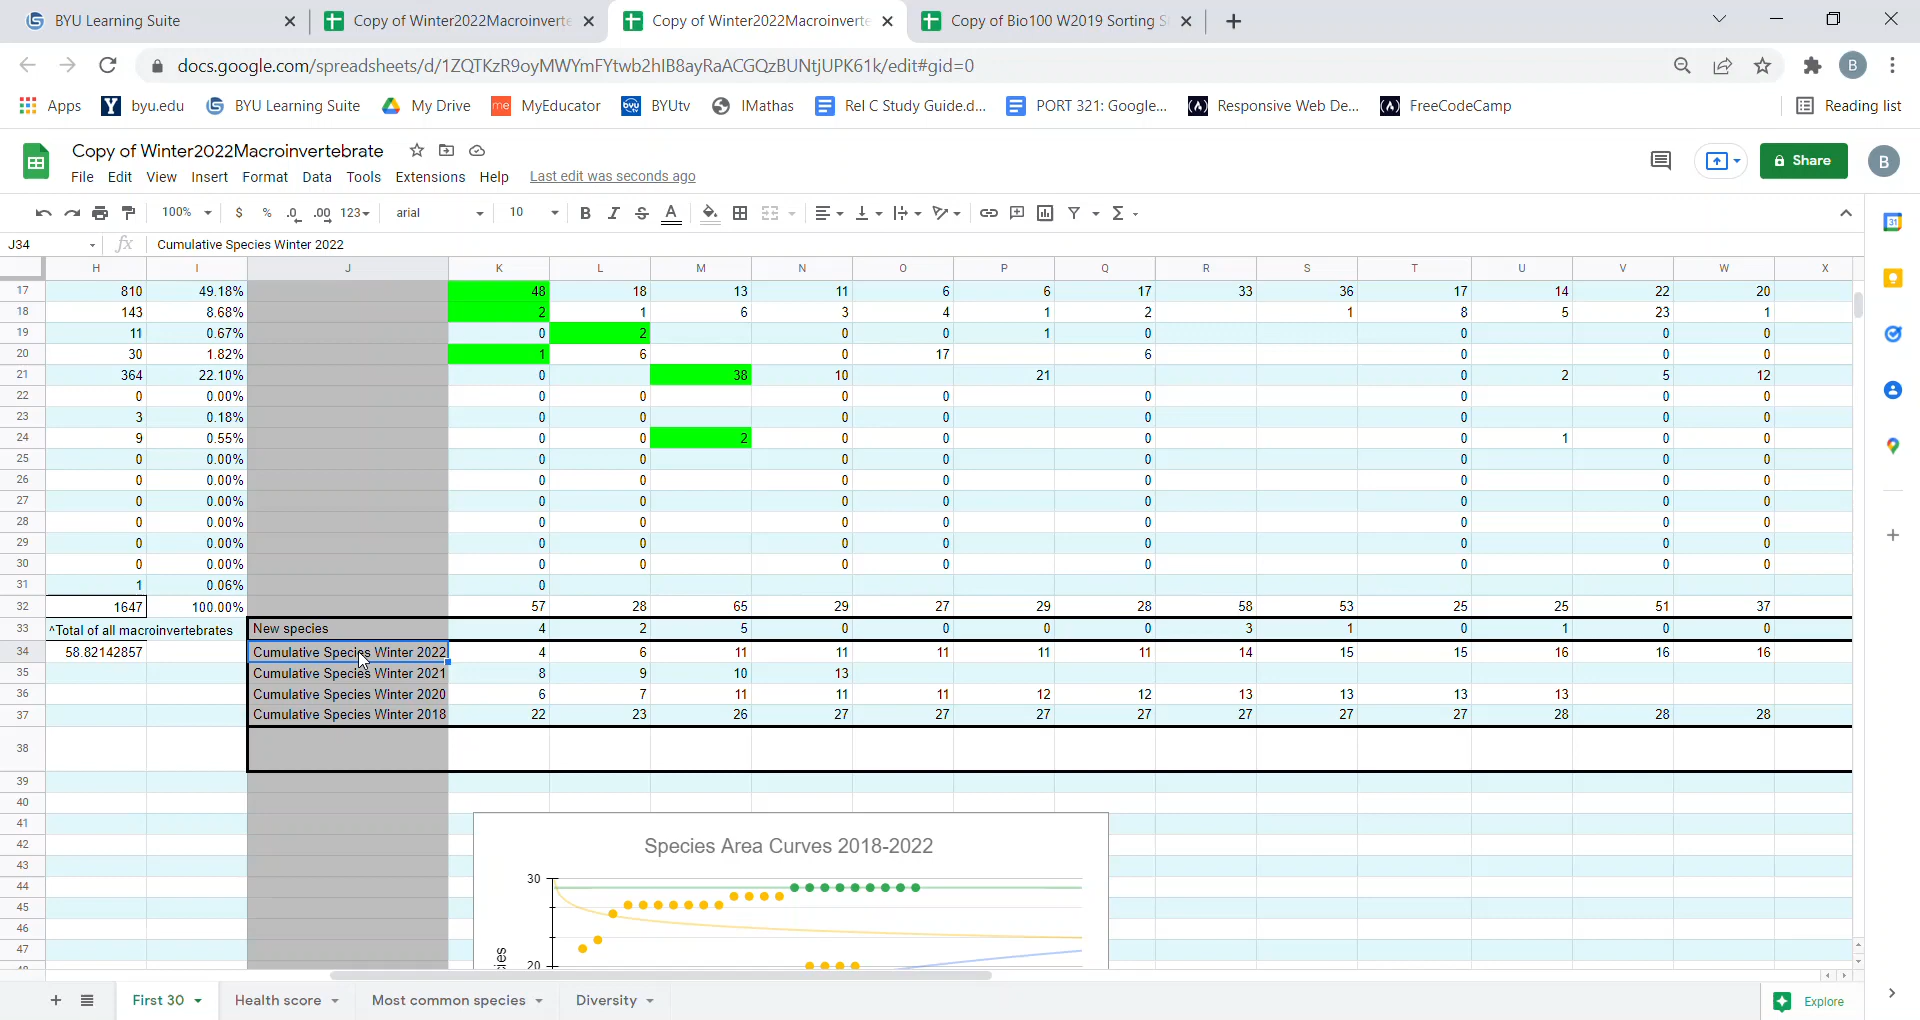 BYU Learning Suite
Copy of Winter2022Macroinverte
Copy of Winter2022Macroinverte
Copy of Bio100 W2019 Sorting S
docs.google.com/spreadsheets/d/1ZQTKzR9oyMWYmFYtwb2hIB8ayRaACGQzBUNtjUPK61k/edit#gid=0
B
Apps byu.edu BYU Learning Suite My Drive me MyEducator byu BYUtv IMathas Rel C Study Guide.d... PORT 321: Google... Responsive Web De... FreeCodeCamp Reading list
Copy of Winter2022Macroinvertebrate
Share B
File Edit View Insert Format Data Tools Extensions Help Last edit was seconds ago
100% $ % .0 .00 123 arial 10 B I S A
J34 fx Cumulative Species Winter 2022
H I J K L M N O P Q R S T U V W X
17 810 49.18% 48 18 13 11 6 6 17 33 36 17 14 22 20
18 143 8.68% 2 1 6 3 4 1 2 1 8 5 23 1
19 11 0.67% 0 2 0 1 0 0 0 0
20 30 1.82% 1 6 0 17 6 0 0 0
21 364 22.10% 0 38 10 21 0 2 5 12
22 0 0.00% 0 0 0 0 0 0 0 0
23 3 0.18% 0 0 0 0 0 0 0 0
24 9 0.55% 0 0 2 0 0 0 0 1 0 0
25 0 0.00% 0 0 0 0 0 0 0 0
26 0 0.00% 0 0 0 0 0 0 0 0
27 0 0.00% 0 0 0 0 0 0 0 0
28 0 0.00% 0 0 0 0 0 0 0 0
29 0 0.00% 0 0 0 0 0 0 0 0
30 0 0.00% 0 0 0 0 0 0 0 0
31 1 0.06% 0
32 1647 100.00% 57 28 65 29 27 29 28 58 53 25 25 51 37
33 ^Total of all macroinvertebrates New species 4 2 5 0 0 0 0 3 1 0 1 0 0
34 58.82142857 Cumulative Species Winter 2022 4 6 11 11 11 11 11 14 15 15 16 16 16
35 Cumulative Species Winter 2021 8 9 10 13
36 Cumulative Species Winter 2020 6 7 11 11 11 12 12 13 13 13 13
37 Cumulative Species Winter 2018 22 23 26 27 27 27 27 27 27 27 28 28 28
38
39
40
41
42
43
44
45
46
47
Species Area Curves 2018-2022
30
20
First 30 Health score Most common species Diversity Explore
31